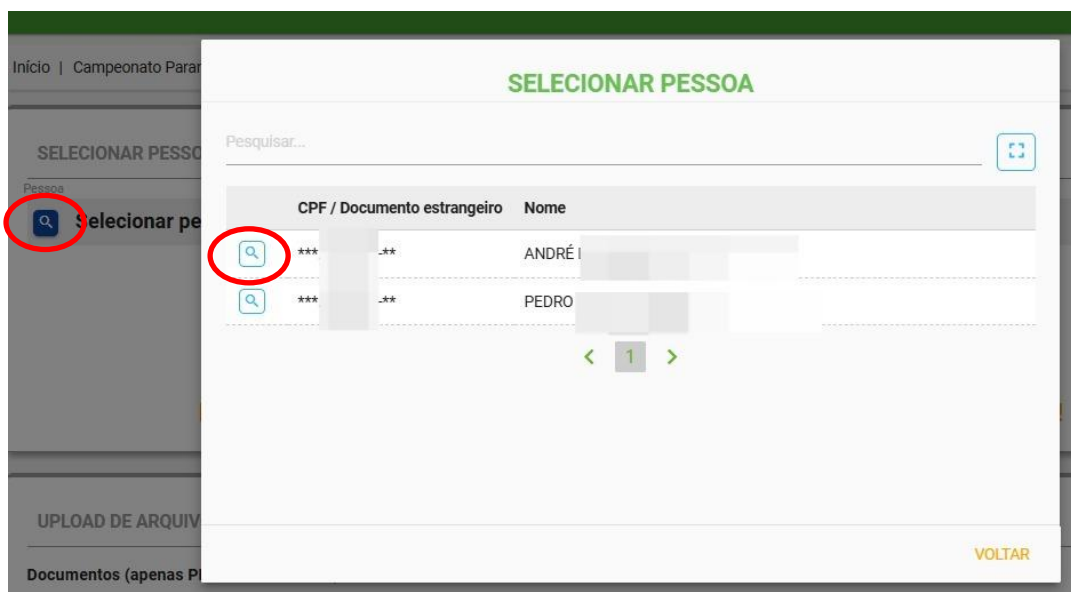 Início | Campeonato Paran
SELECIONAR PESSOA
SELECIONAR PESSO
Pesquisar...
Pessoa
Selecionar pe
CPF / Documento estrangeiro Nome
*** -** ANDRÉ
*** -** PEDRO
1
UPLOAD DE ARQUIV
VOLTAR
Documentos (apenas P